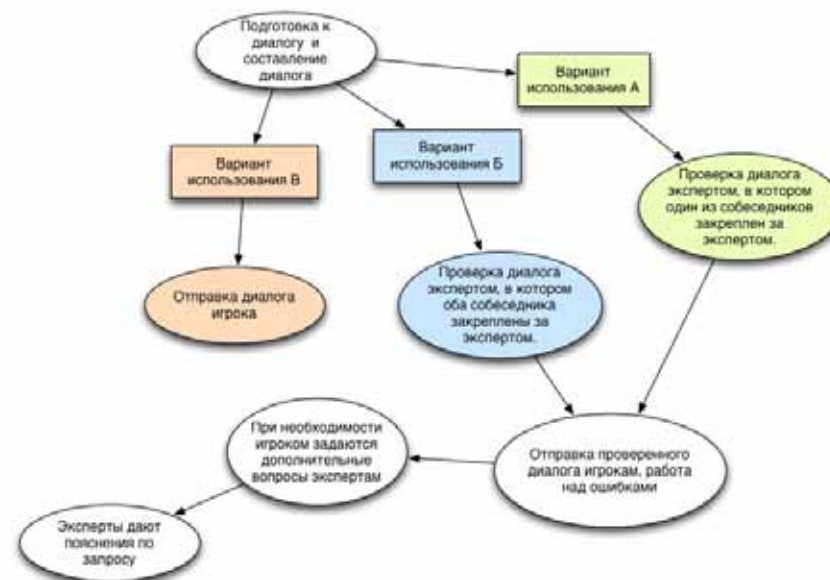 Подготовка к
диалогу и
составление
диалога
Вариант
использования А
Вариант
использования В
Вариант
использования Б
Проверка диалога
экспертом, в котором
один из собеседников
закреплен за
экспертом.
Отправка диалога
игрока
Проверка диалога
экспертом, в котором
оба собеседника
закреплены за
экспертом.
При необходимости
игроком задаются
дополнительные
вопросы экспертам
Отправка проверенного
диалога игрокам, работа
над ошибками
Эксперты дают
пояснения по
запросу